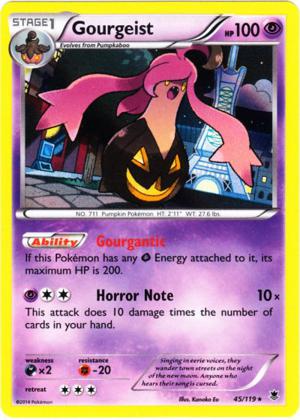 STAGE 1
Gourgeist
HP 100
Evolves from Pumpkaboo
NO. 711 Pumpkin Pokémon HT: 2'11" WT: 27.6 lbs.
Ability Gourgantic
If this Pokémon has any Energy attached to it, its
maximum HP is 200.
Horror Note 10×
This attack does 10 damage times the number of
cards in your hand.
weakness
×2
resistance
-20
retreat
Singing in eerie voices, they
wander town streets on the night
of the new moon. Anyone who
hears their song is cursed.
©2014 Pokémon
Illus. Kanako Eo
45/119 ★